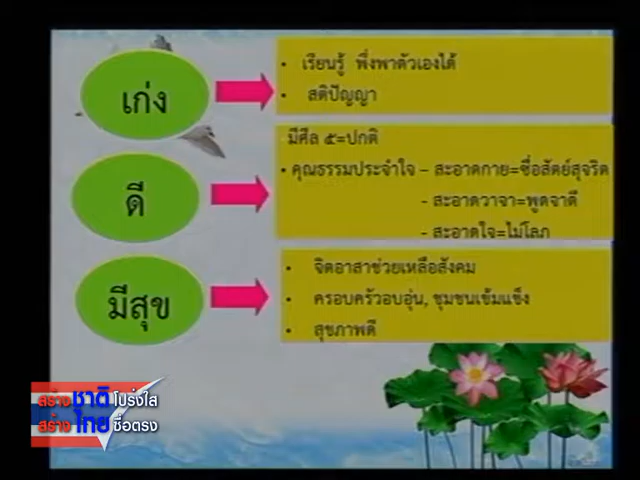 เก่ง
• เรียนรู้ พึ่งพาตัวเองได้
• สติปัญญา
ดี
มีศีล ๕=ปกติ
• คุณธรรมประจำใจ – สะอาดกาย=ซื่อสัตย์สุจริต
- สะอาดวาจา=พูดจาดี
- สะอาดใจ=ไม่โลภ
มีสุข
• จิตอาสาช่วยเหลือสังคม
• ครอบครัวอบอุ่น, ชุมชนเข้มแข็ง
• สุขภาพดี
สร้างชาติ โปร่งใส
สร้างไทย ซื่อตรง